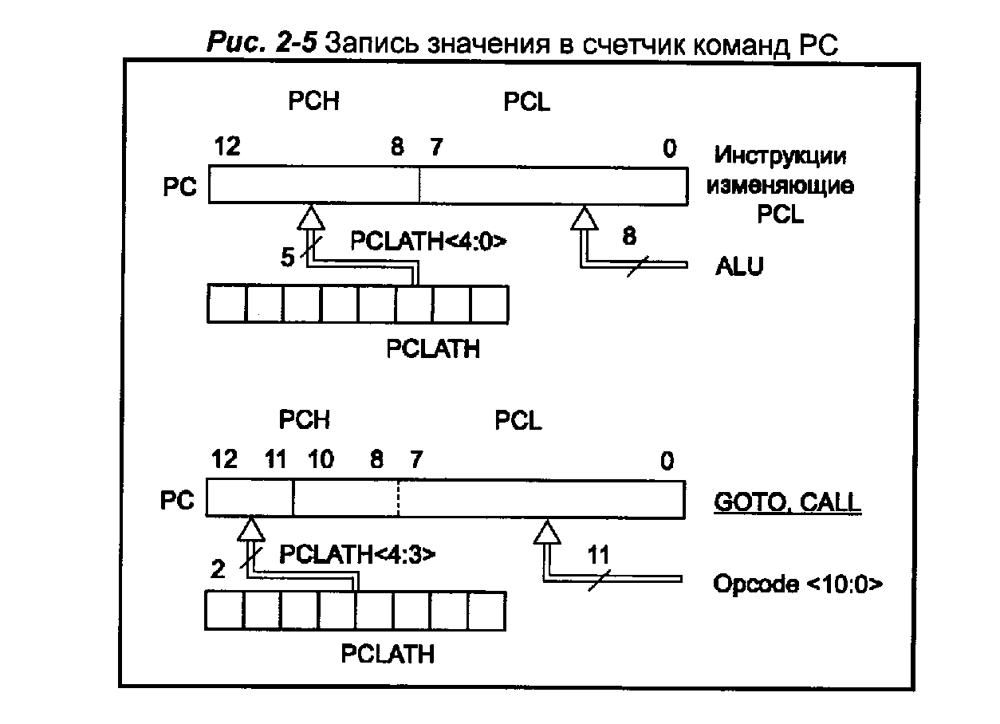 Рис. 2-5 Запись значения в счетчик команд PC
PCH PCL
12 8 7 0
PC
Инструкции
изменяющие
PCL
5 PCLATH<4:0> 8
ALU
PCLATH
PCH PCL
12 11 10 8 7 0
PC GOTO, CALL
2 PCLATH<4:3> 11
Opcode <10:0>
PCLATH